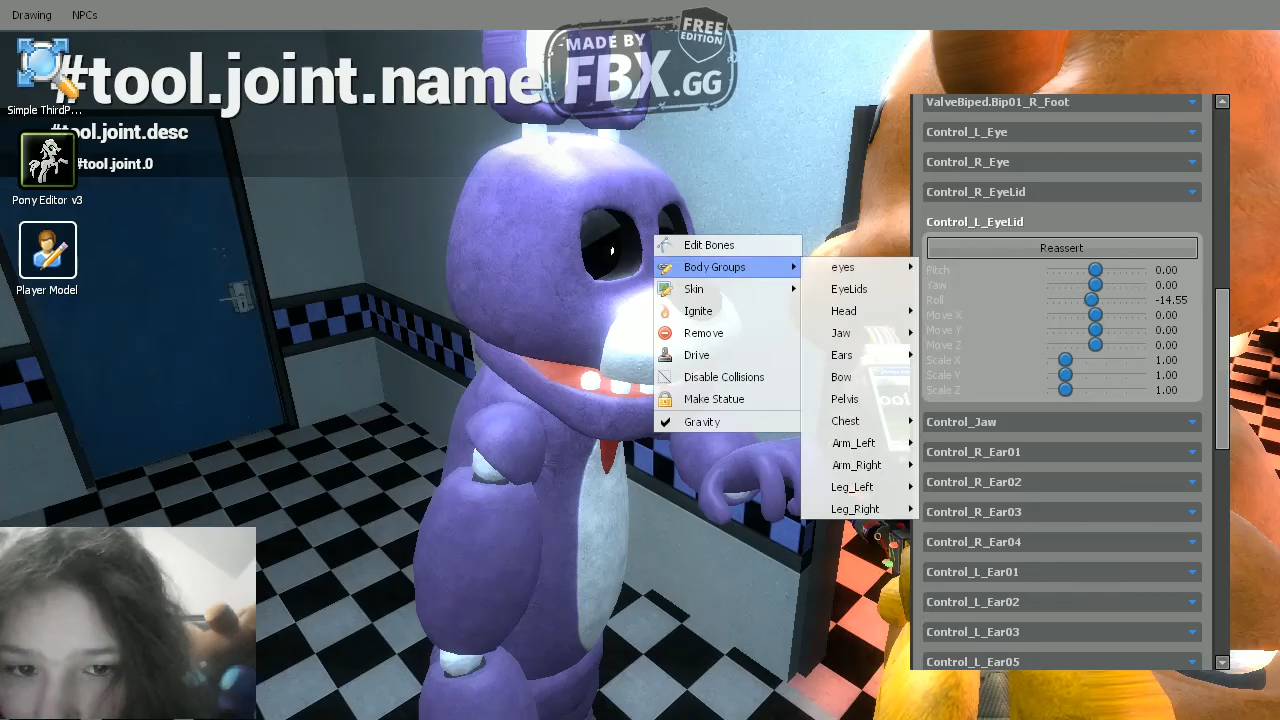 Drawing NPCs
MADE BY
FREE
EDITION
FBX.GG
#tool.joint.name
Simple ThirdP...
#tool.joint.desc
#tool.joint.0
Pony Editor v3
Player Model
Edit Bones
Body Groups
Skin
Ignite
Remove
Drive
Disable Collisions
Make Statue
Gravity
eyes
EyeLids
Head
Jaw
Ears
Bow
Pelvis
Chest
Arm_Left
Arm_Right
Leg_Left
Leg_Right
ValveBiped.Bip01_R_Foot
Control_L_Eye
Control_R_Eye
Control_R_EyeLid
Control_L_EyeLid
Reassert
Pitch 0.00
Yaw 0.00
Roll -14.55
Move X 0.00
Move Y 0.00
Move Z 0.00
Scale X 1.00
Scale Y 1.00
Scale Z 1.00
Control_Jaw
Control_R_Ear01
Control_R_Ear02
Control_R_Ear03
Control_R_Ear04
Control_L_Ear01
Control_L_Ear02
Control_L_Ear03
Control_L_Ear05